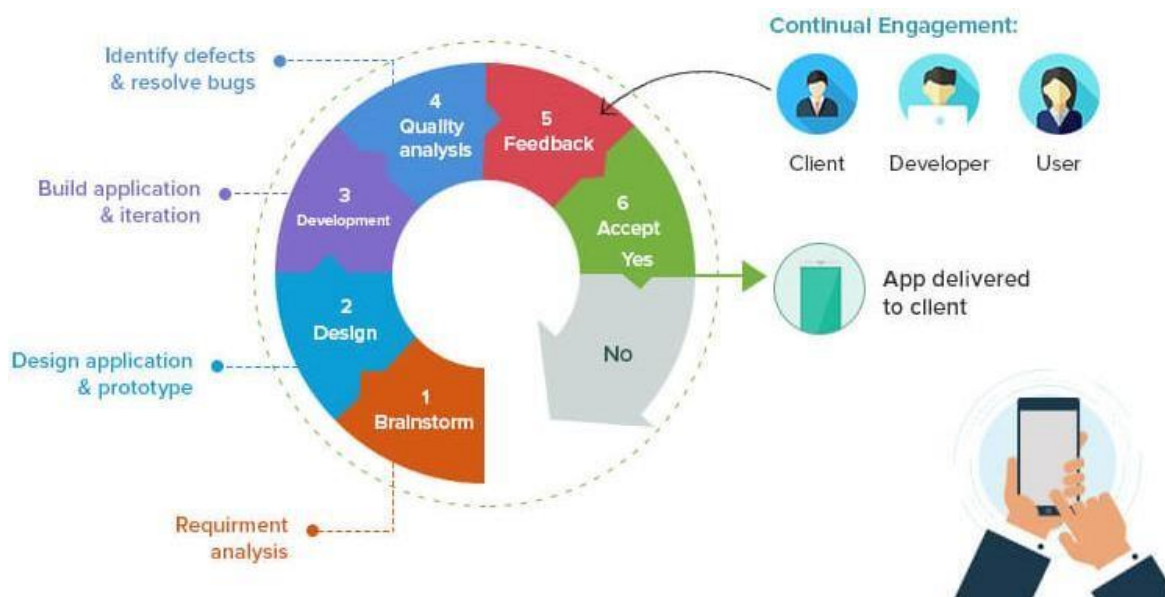 Continual Engagement:
Client
Developer
User
Identify defects
& resolve bugs
4
Quality
analysis
5
Feedback
Build application
& iteration
3
Development
6
Accept
Yes
App delivered
to client
2
Design
No
Design application
& prototype
1
Brainstorm
Requirment
analysis